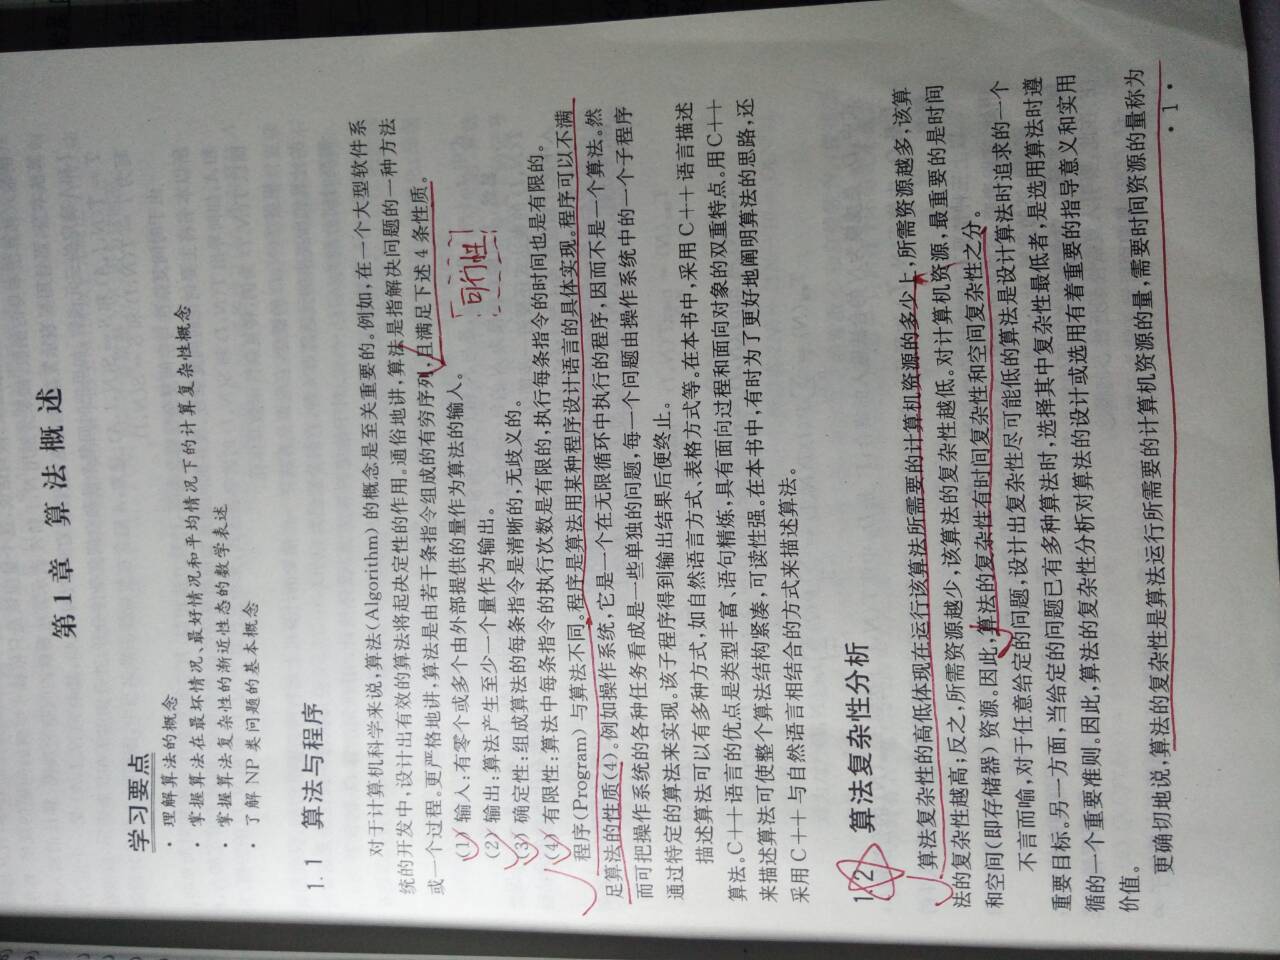 第1章 算法概述
学习要点
· 理解算法的概念
· 掌握算法在最坏情况、最好情况和平均情况下的计算复杂性概念
· 掌握算法复杂性的渐近性态的数学表述
· 了解 NP 类问题的基本概念
1.1 算法与程序
对于计算机科学来说,算法(Algorithm)的概念是至关重要的。例如,在一个大型软件系
统的开发中,设计出有效的算法将起决定性的作用。通俗地讲,算法是指解决问题的一种方法
或一个过程。更严格地讲,算法是由若干条指令组成的有穷序列,且满足下述 4 条性质。
(1) 输入:有零个或多个由外部提供的量作为算法的输入。
可行性
(2) 输出:算法产生至少一个量作为输出。
(3) 确定性:组成算法的每条指令是清晰的,无歧义的。
(4) 有限性:算法中每条指令的执行次数是有限的,执行每条指令的时间也是有限的。
程序(Program)与算法不同。程序是算法用某种程序设计语言的具体实现。程序可以不满
足算法的性质(4)。例如操作系统,它是一个在无限循环中执行的程序,因而不是一个算法。然
而可把操作系统的各种任务看成是一些单独的问题,每一个问题由操作系统中的一个子程序
通过特定的算法来实现。该子程序得到输出结果后便终止。
描述算法可以有多种方式,如自然语言方式、表格方式等。在本书中,采用 C++ 语言描述
算法。C++语言的优点是类型丰富、语句精炼,具有面向过程和面向对象的双重特点。用 C++
来描述算法可使整个算法结构紧凑,可读性强。在本书中,有时为了更好地阐明算法的思路,还
采用 C++ 与自然语言相结合的方式来描述算法。
1.2 算法复杂性分析
算法复杂性的高低体现在运行该算法所需要的计算机资源的多少上,所需资源越多,该算
法的复杂性越高;反之,所需资源越少,该算法的复杂性越低。对计算机资源,最重要的是时间
和空间(即存储器)资源。因此,算法的复杂性有时间复杂性和空间复杂性之分。
不言而喻,对于任意给定的问题,设计出复杂性尽可能低的算法是设计算法时追求的一个
重要目标。另一方面,当给定的问题已有多种算法时,选择其中复杂性最低者,是选用算法时遵
循的一个重要准则。因此,算法的复杂性分析对算法的设计或选用有着重要的指导意义和实用
价值。
更确切地说,算法的复杂性是算法运行所需要的计算机资源的量,需要时间资源的量称为
· 1 ·